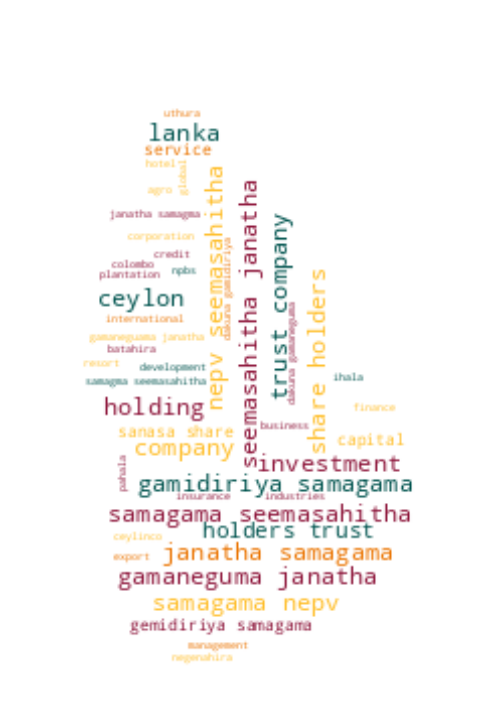 uthura
lanka
service
hotel
global
agro
nepv seemasahitha
seemasahitha janatha
janatha samagma
trust company
corporation
dakuna gamidiriya
credit
colombo
npbs
plantation
share holders
ceylon
dakuna gamaneguma
international
gamaneguama janatha
batahira
resort
development
samagma seemasahitha
ihala
holding
finance
business
sanasa share
capital
company
pahala
investment
gamidiriya samagama
insurance
industries
samagama seemasahitha
holders trust
ceylinco
export
janatha samagama
gamaneguma janatha
samagama nepv
gemidiriya samagama
management
negenahira